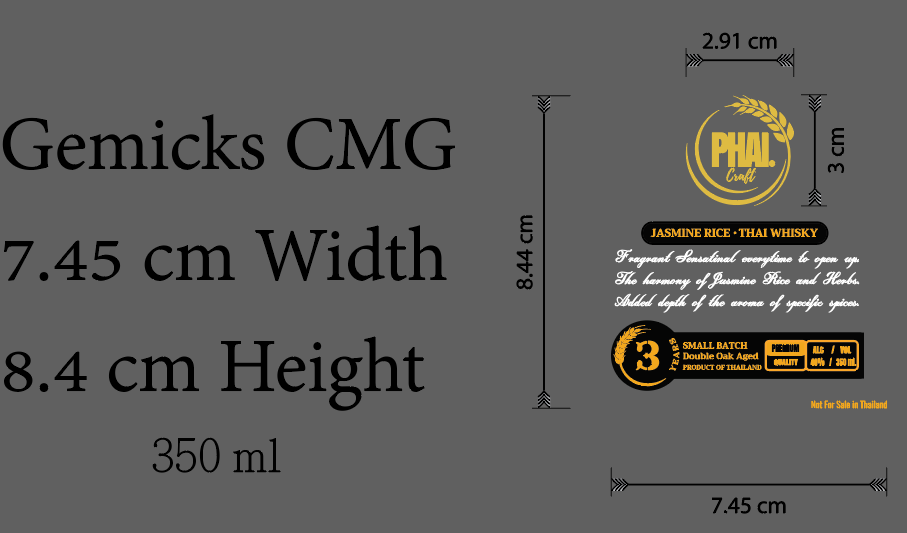 Gemicks CMG
7.45 cm Width
8.4 cm Height
350 ml
2.91 cm
8.44 cm
3 cm
PHAI.
Craft
JASMINE RICE • THAI WHISKY
Fragrant Sensatinal everytime to open up.
The harmony of Jasmine Rice and Herbs.
Added depth of the aroma of specific spices.
3 YEARS
SMALL BATCH
Double Oak Aged
PRODUCT OF THAILAND
PREMIUM
QUALITY
ALC / VOL
40% / 350 ml
Not For Sale in Thailand
7.45 cm